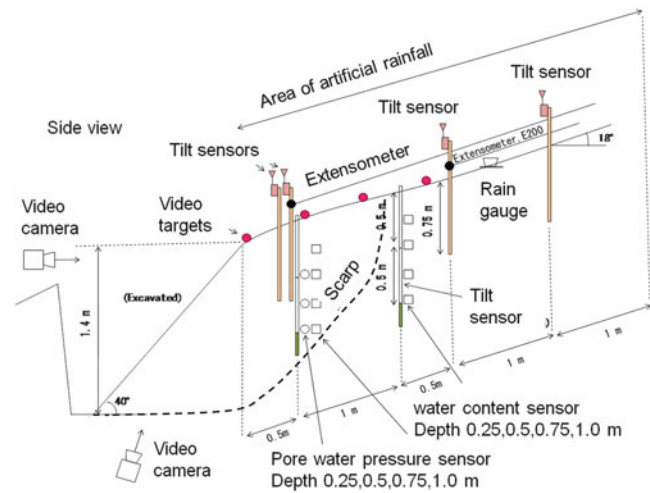 Area of artificial rainfall
Tilt sensor
Tilt sensor
Side view
Tilt sensors
Extensometer
Extensometer, E200
18°
Video
targets
Rain
gauge
Video
camera
0.5 m
0.75 m
(Excavated)
Scarp
0.5 m
1.4 m
Tilt
sensor
)
40°
0.5m
1 m
0.5m
1 m
1 m
water content sensor
Depth 0.25,0.5,0.75,1.0 m
Video
camera
Pore water pressure sensor
Depth 0.25,0.5,0.75,1.0 m